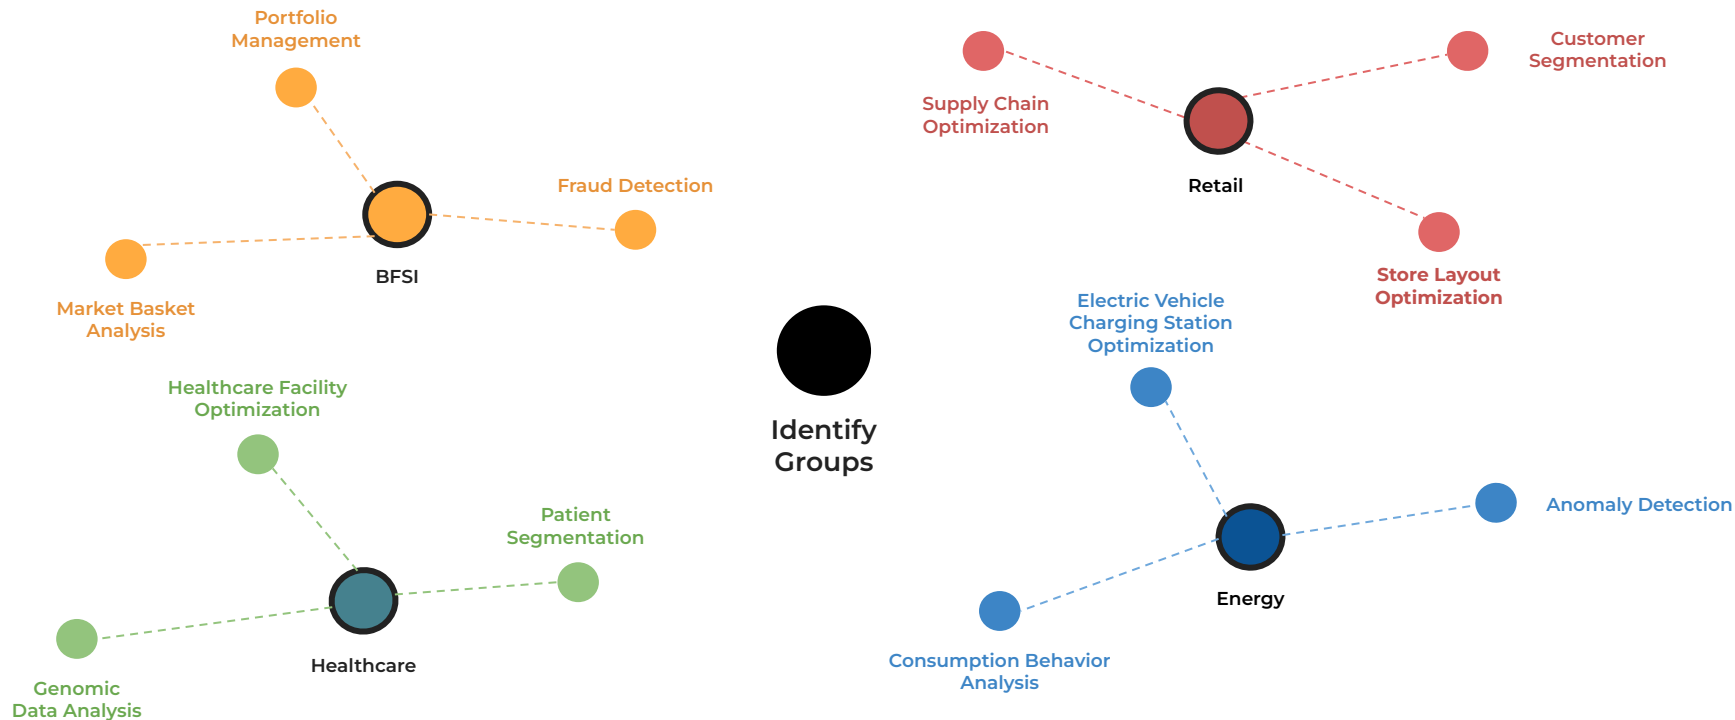 Portfolio
Management
Fraud Detection
BFSI
Market Basket
Analysis
Supply Chain
Optimization
Customer
Segmentation
Retail
Store Layout
Optimization
Identify
Groups
Healthcare Facility
Optimization
Patient
Segmentation
Healthcare
Genomic
Data Analysis
Electric Vehicle
Charging Station
Optimization
Anomaly Detection
Energy
Consumption Behavior
Analysis